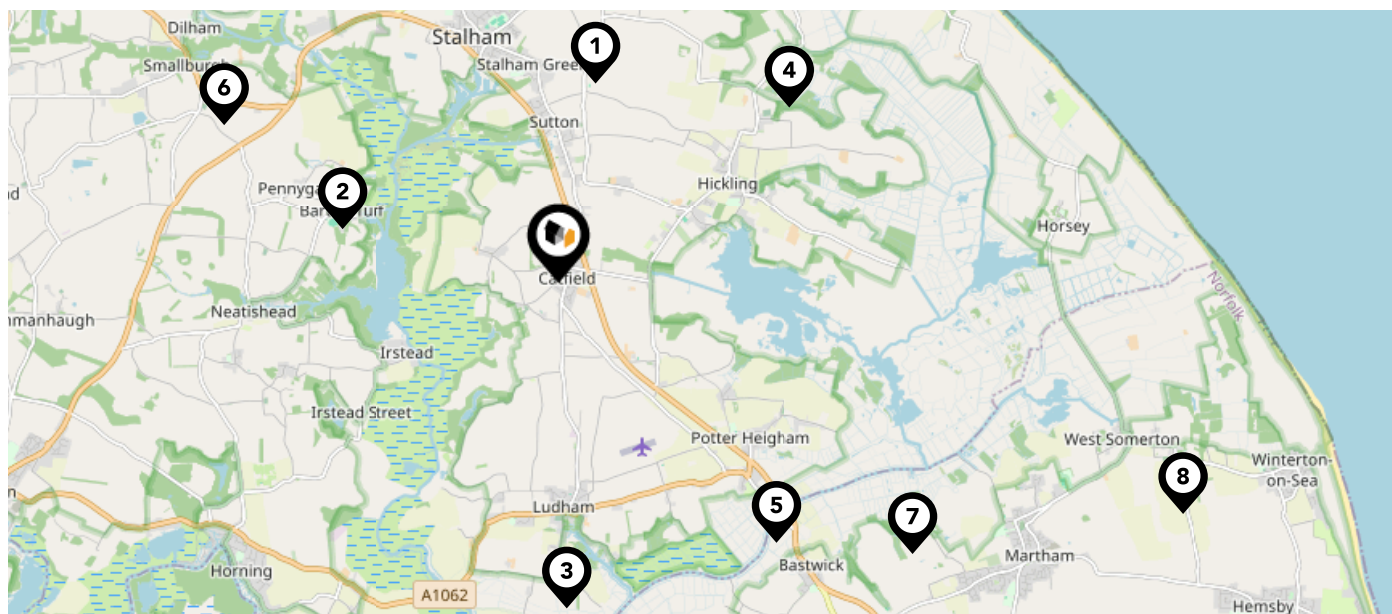 Dilham
Stalham
1
Smallburgh
Stalham Green
4
6
Sutton
Pennygate
2
Hickling
Barton Turf
Horsey
Catfield
Norfolk
Neatishead
mmanhaugh
Irstead
Irstead Street
Potter Heigham
West Somerton
Winterton-
on-Sea
8
n
Ludham
5
7
Bastwick
Martham
Horning
3
A1062
Hemsby